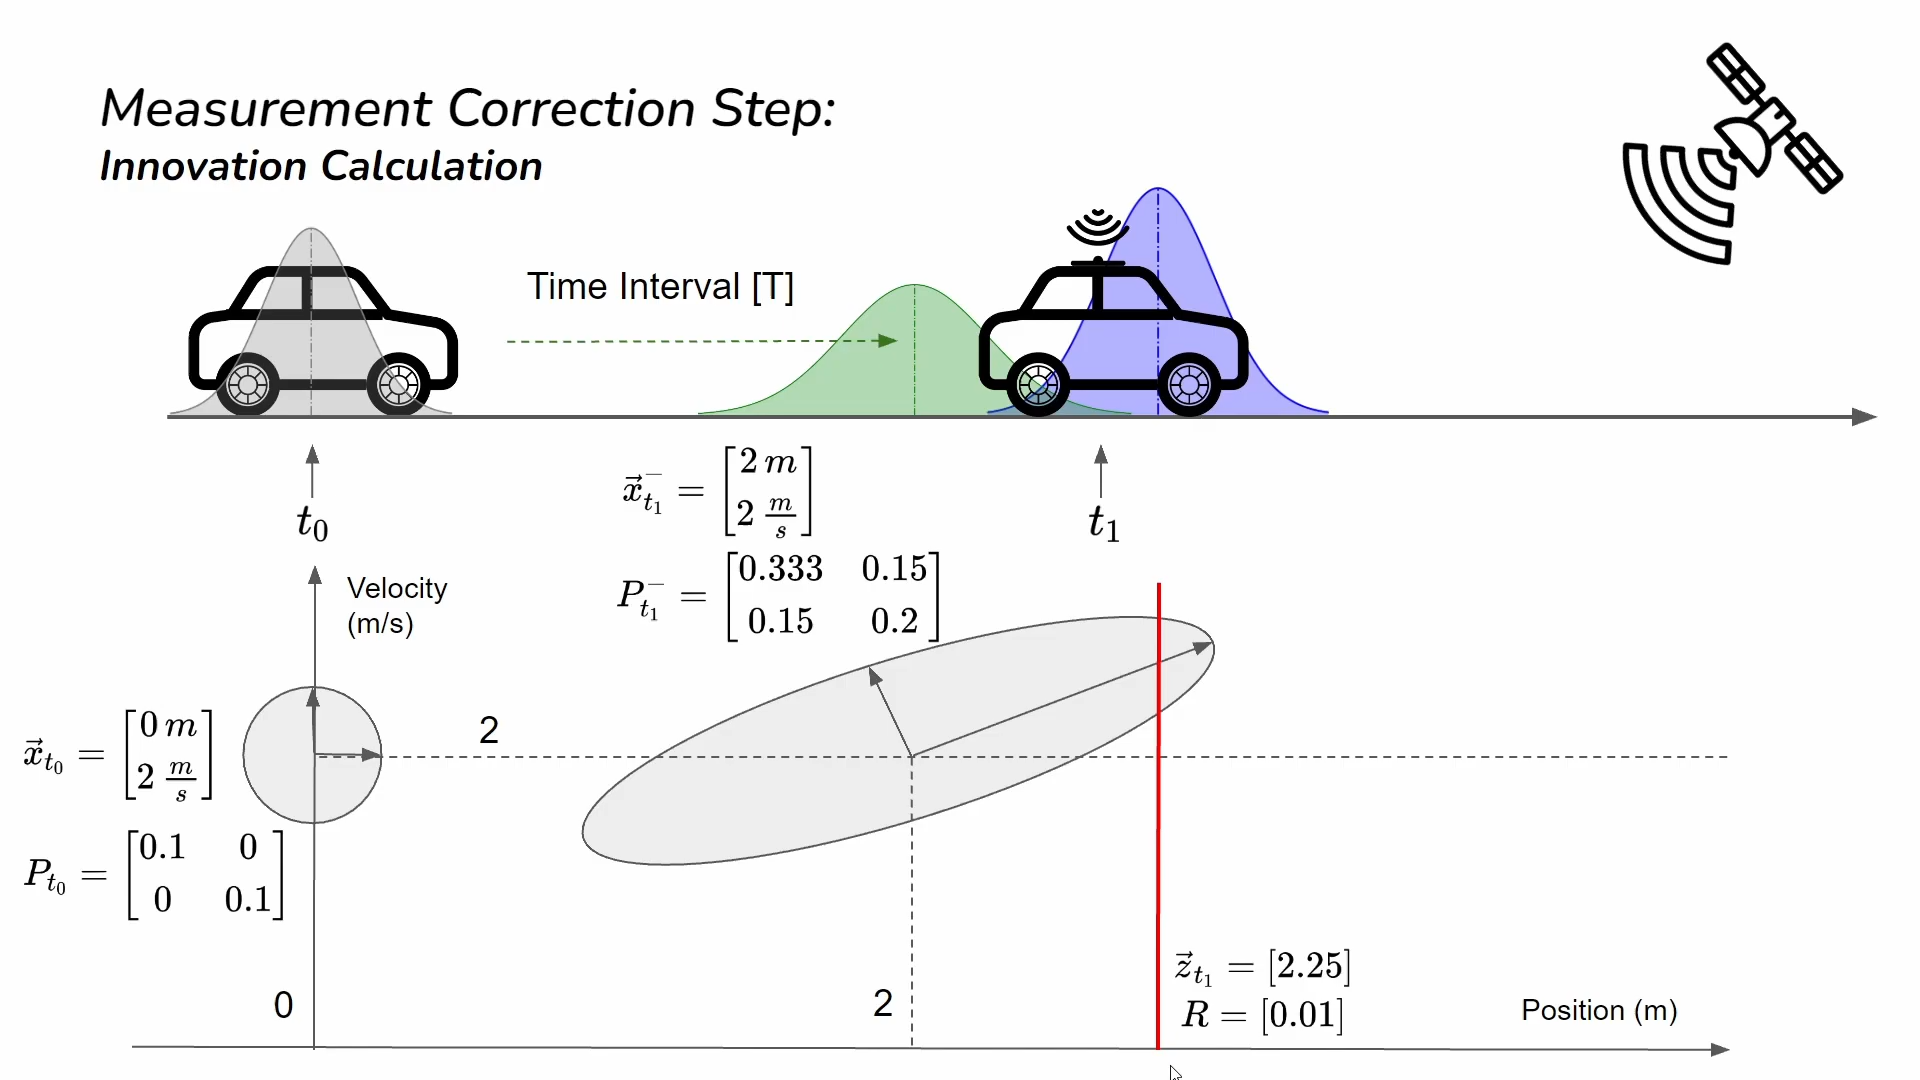 Measurement Correction Step:
Innovation Calculation
Time Interval [T]
t₀
x⃗⁻ₜ₁ = [2 m; 2 m/s]
t₁
P⁻ₜ₁ = [0.333 0.15; 0.15 0.2]
Velocity
(m/s)
2
x⃗ₜ₀ = [0 m; 2 m/s]
Pₜ₀ = [0.1 0; 0 0.1]
0
2
z⃗ₜ₁ = [2.25]
R = [0.01]
Position (m)